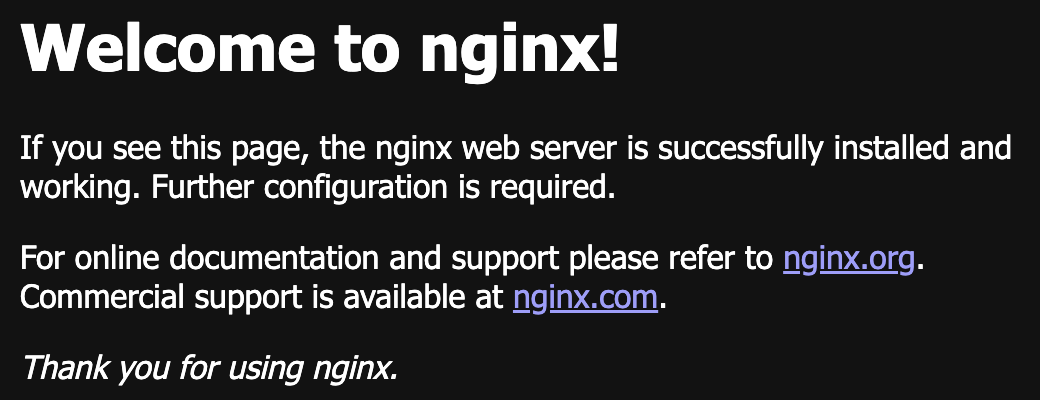 Welcome to nginx!
If you see this page, the nginx web server is successfully installed and
working. Further configuration is required.
For online documentation and support please refer to nginx.org.
Commercial support is available at nginx.com.
Thank you for using nginx.